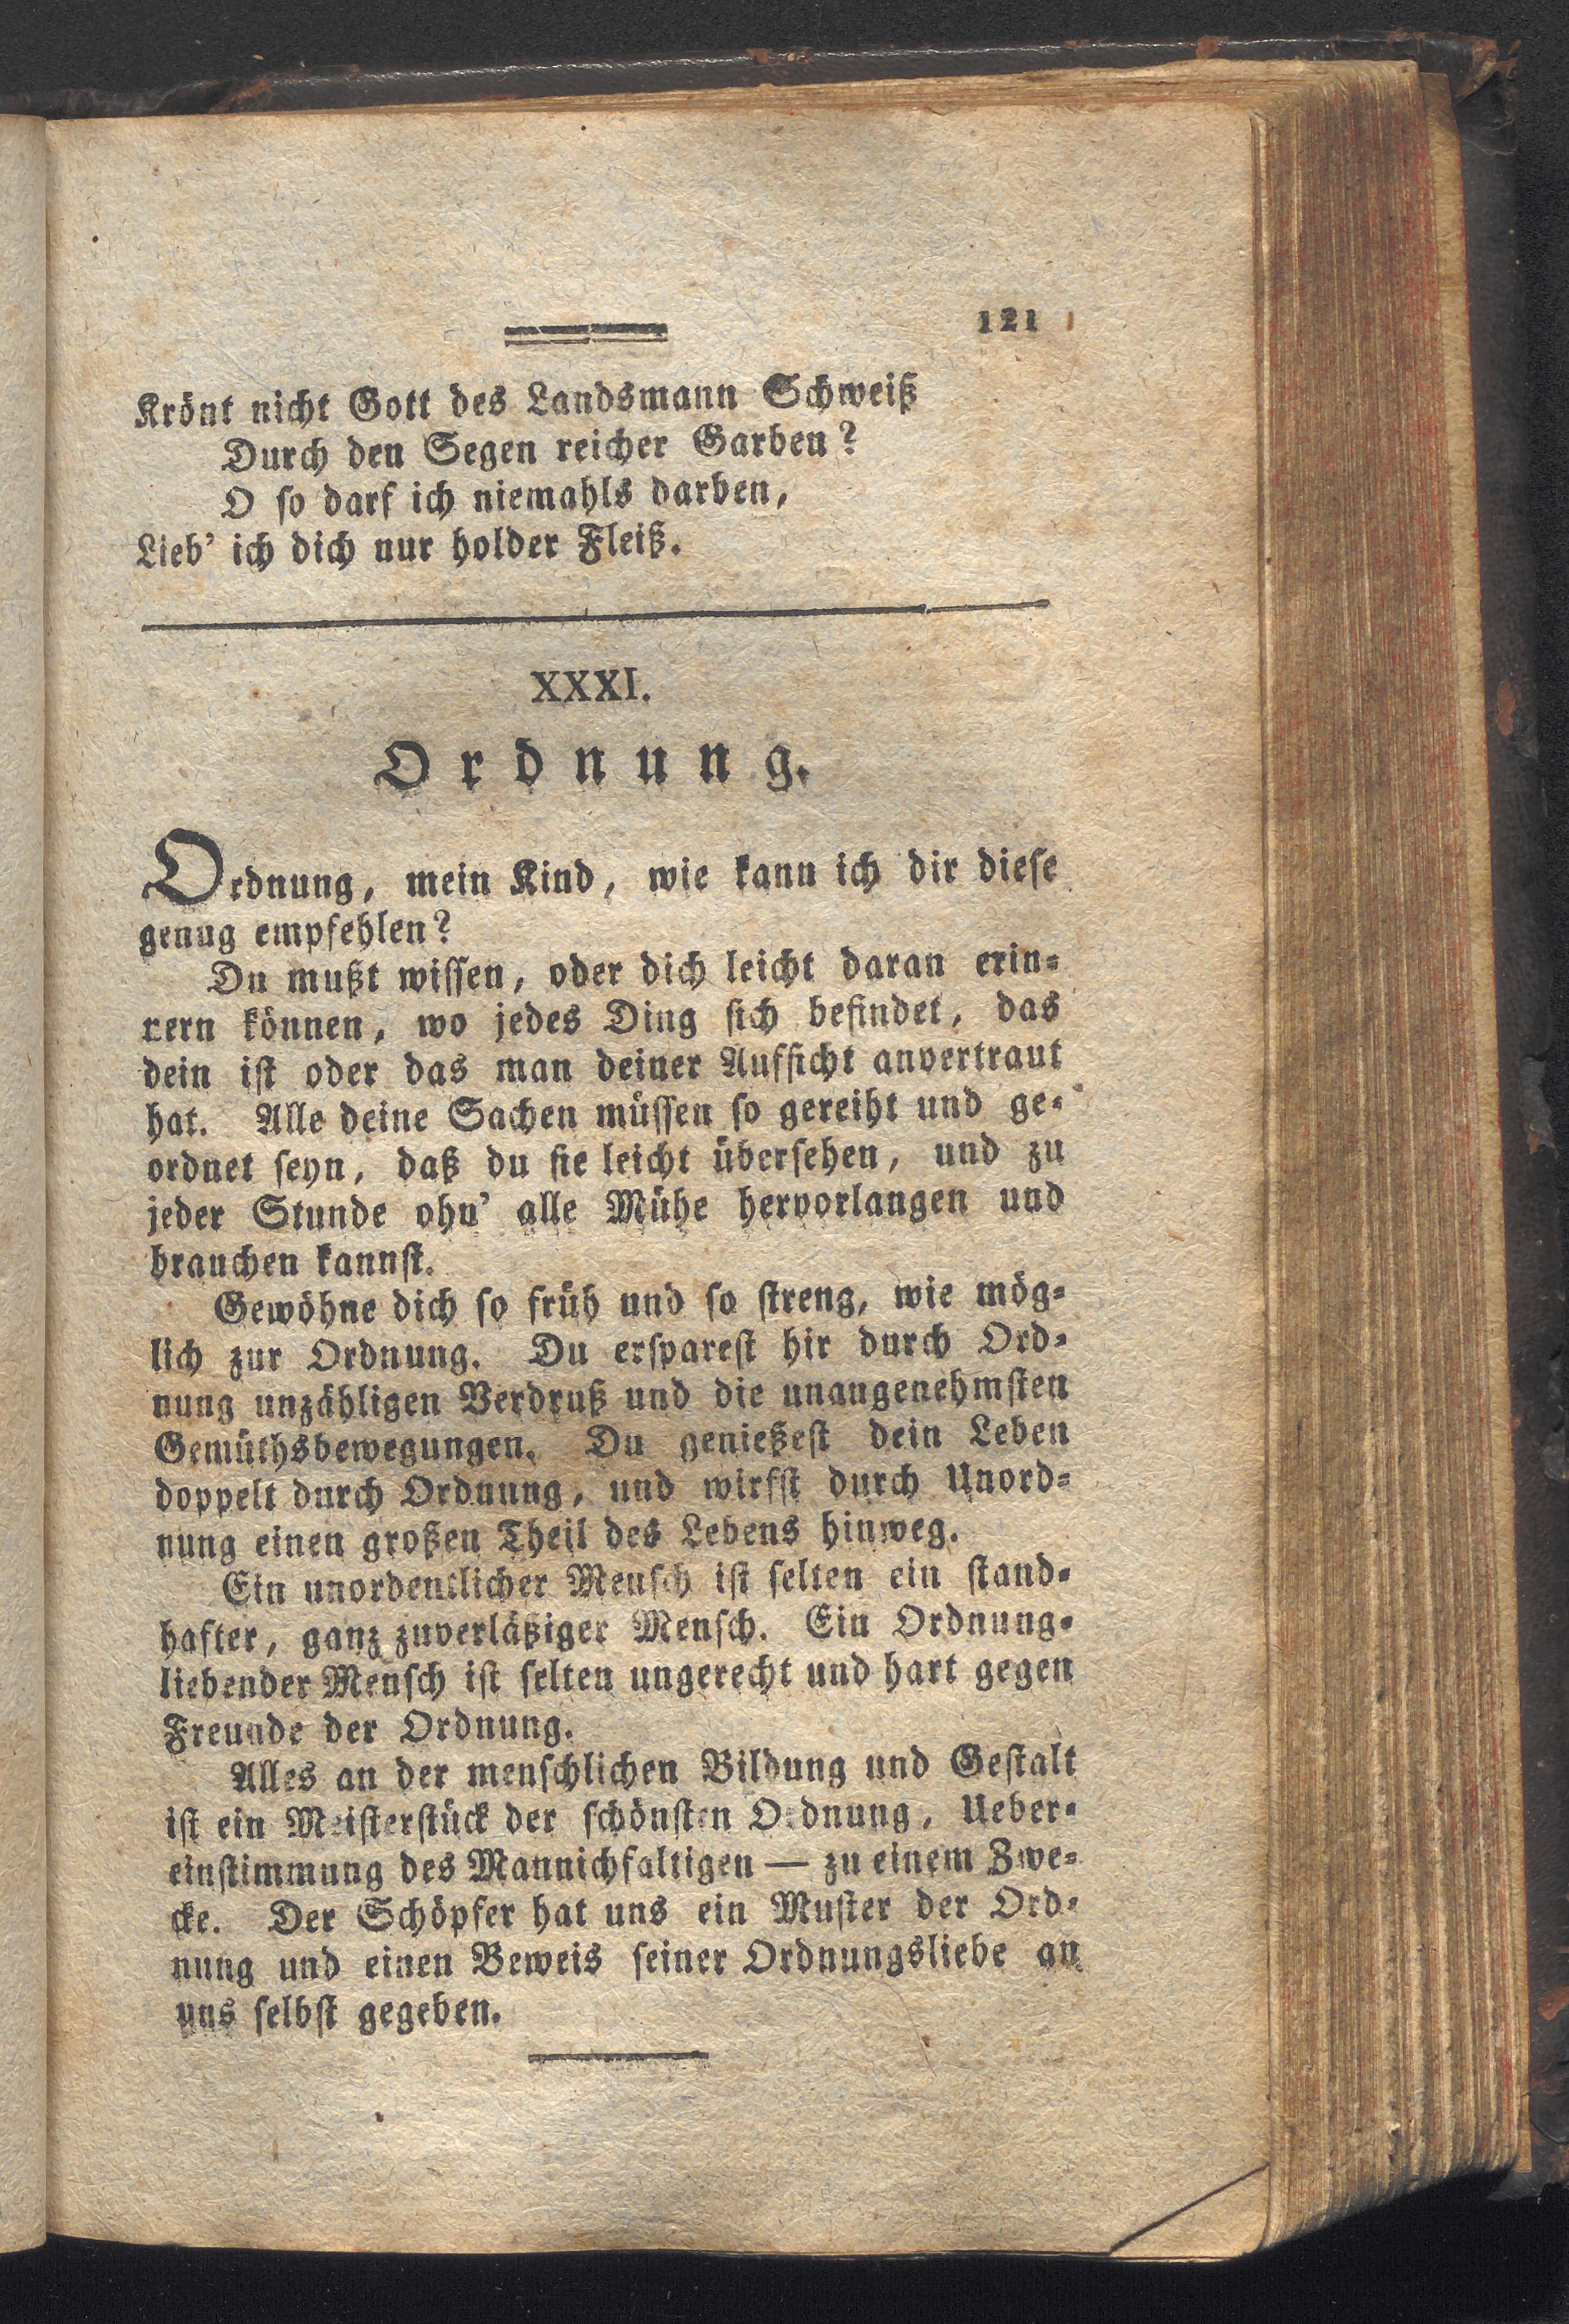 121
Krönt nicht Gott des Landsmann Schweiß
Durch den Segen reicher Garben?
O ſo darf ich niemahls darben,
Lieb' ich dich nur holder Fleiß.
XXXI.
Ordnung.
Ordnung, mein Kind, wie kann ich dir dieſe
genug empfehlen?
Du mußt wiſſen, oder dich leicht daran erin⸗
rern können, wo jedes Ding ſich befindet, das
dein iſt oder das man deiner Aufſicht anvertraut
hat. Alle deine Sachen müſſen ſo gereiht und ge⸗
ordnet ſeyn, daß du ſie leicht überſehen, und zu
jeder Stunde ohn' alle Mühe hervorlangen und
brauchen kannſt.
Gewöhne dich ſo früh und ſo ſtreng, wie mög⸗
lich zur Ordnung. Du erſpareſt hir durch Ord⸗
nung unzähligen Verdruß und die unangenehmſten
Gemüthsbewegungen. Du genießeſt dein Leben
doppelt durch Ordnung, und wirfſt durch Unord⸗
nung einen großen Theil des Lebens hinweg.
Ein unordentlicher Menſch iſt ſelten ein ſtand⸗
hafter, ganz zuverläßiger Menſch. Ein Ordnung⸗
liebender Menſch iſt ſelten ungerecht und hart gegen
Freunde der Ordnung.
Alles an der menſchlichen Bildung und Geſtalt
iſt ein Meiſterſtück der ſchönſten Ordnung, Ueber⸗
einſtimmung des Mannichfaltigen — zu einem Zwe⸗
cke. Der Schöpfer hat uns ein Muſter der Ord⸗
nung und einen Beweis ſeiner Ordnungsliebe an
uns ſelbſt gegeben.